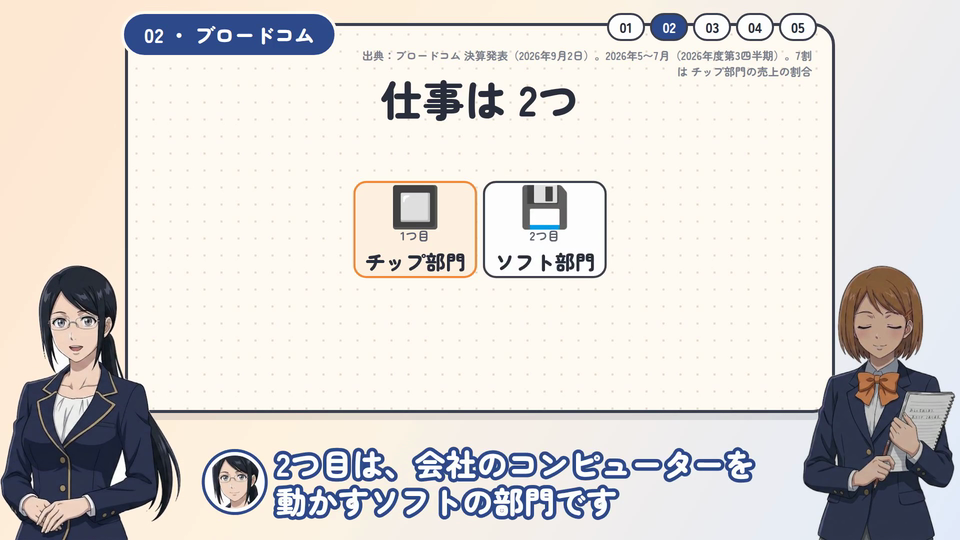 02 ・ ブロードコム
01 02 03 04 05
出典：ブロードコム 決算発表（2026年9月2日）。2026年5〜7月（2026年度第3四半期）。7割
は チップ部門の売上の割合
仕事は 2つ
1つ目
チップ部門
2つ目
ソフト部門
2つ目は、会社のコンピューターを
動かすソフトの部門です